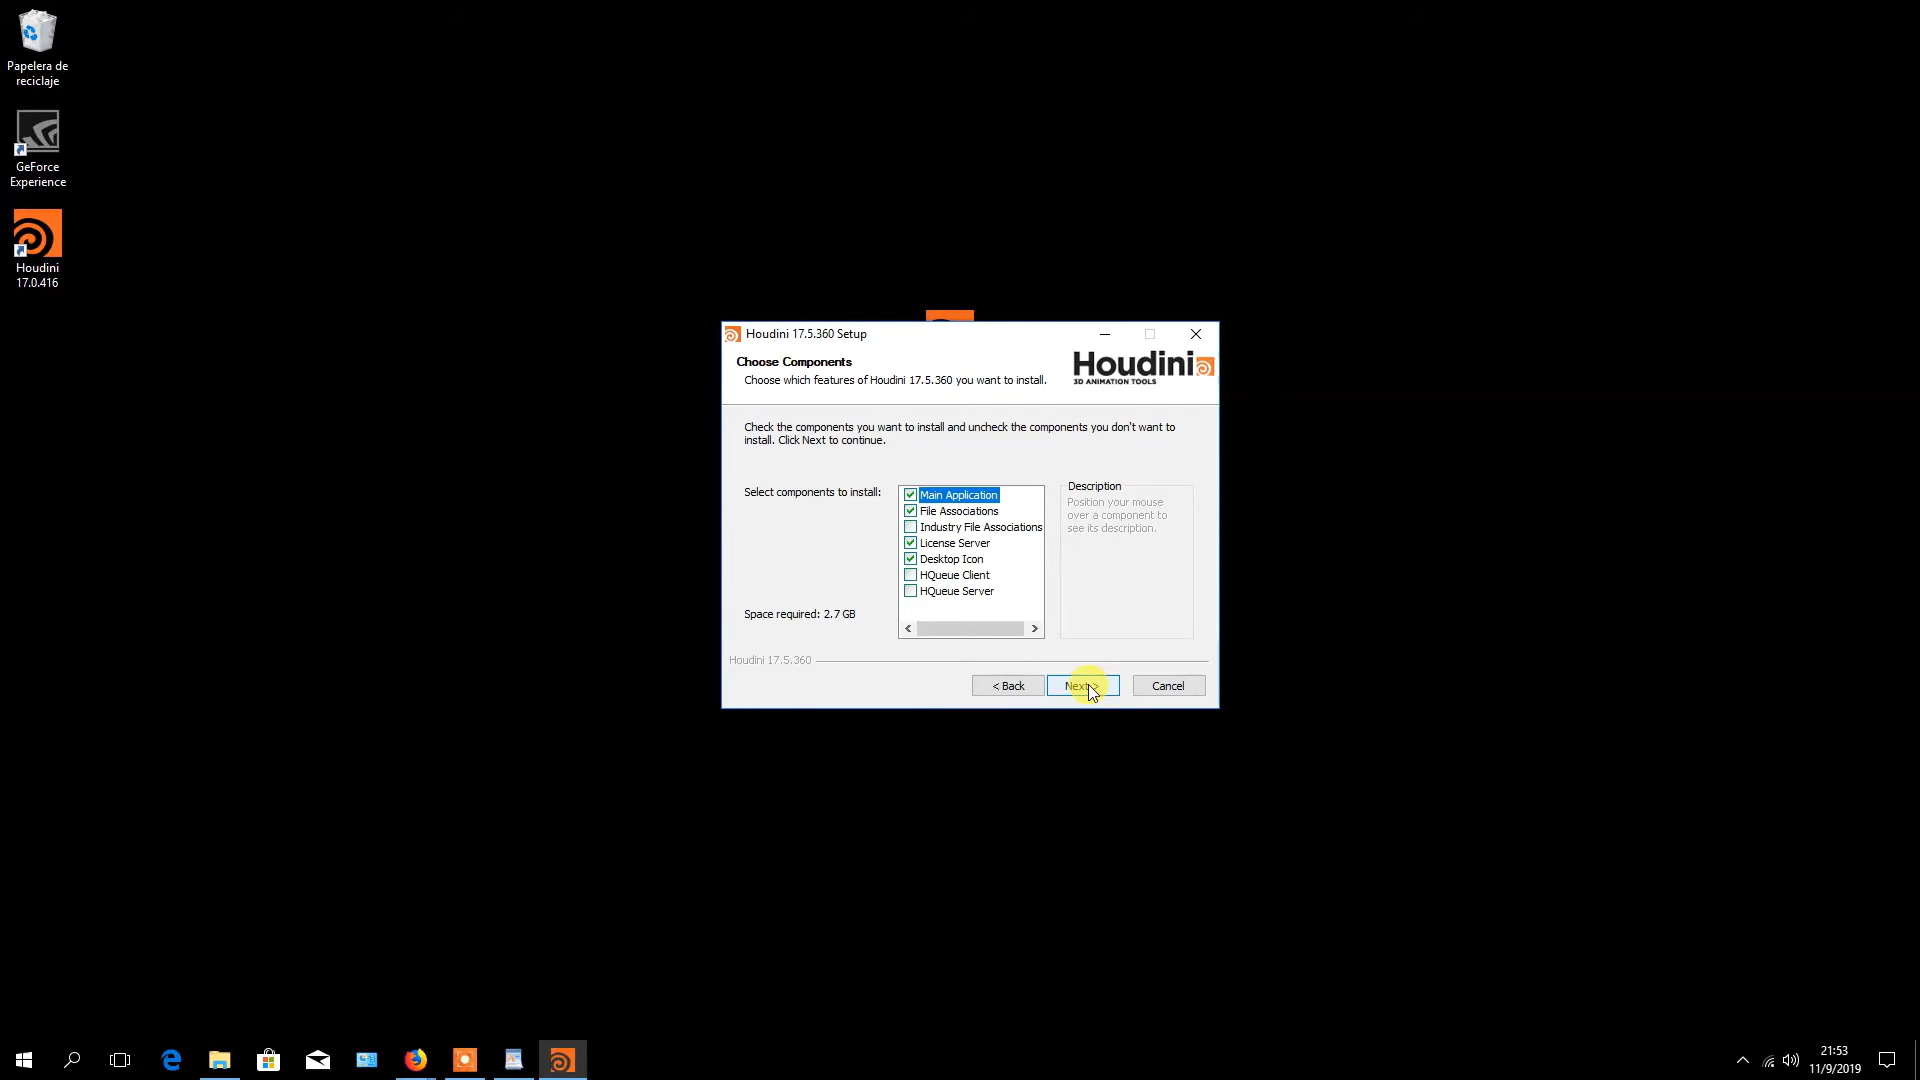 Papelera de
reciclaje
GeForce
Experience
Houdini
17.0.416
Houdini 17.5.360 Setup
Choose Components
Choose which features of Houdini 17.5.360 you want to install.
Houdini
3D ANIMATION TOOLS
Check the components you want to install and uncheck the components you don't want to
install. Click Next to continue.
Select components to install:
Main Application
File Associations
Industry File Associations
License Server
Desktop Icon
HQueue Client
HQueue Server
Description
Position your mouse
over a component to
see its description.
Space required: 2.7 GB
Houdini 17.5.360
< Back
Next >
Cancel
21:53
11/9/2019